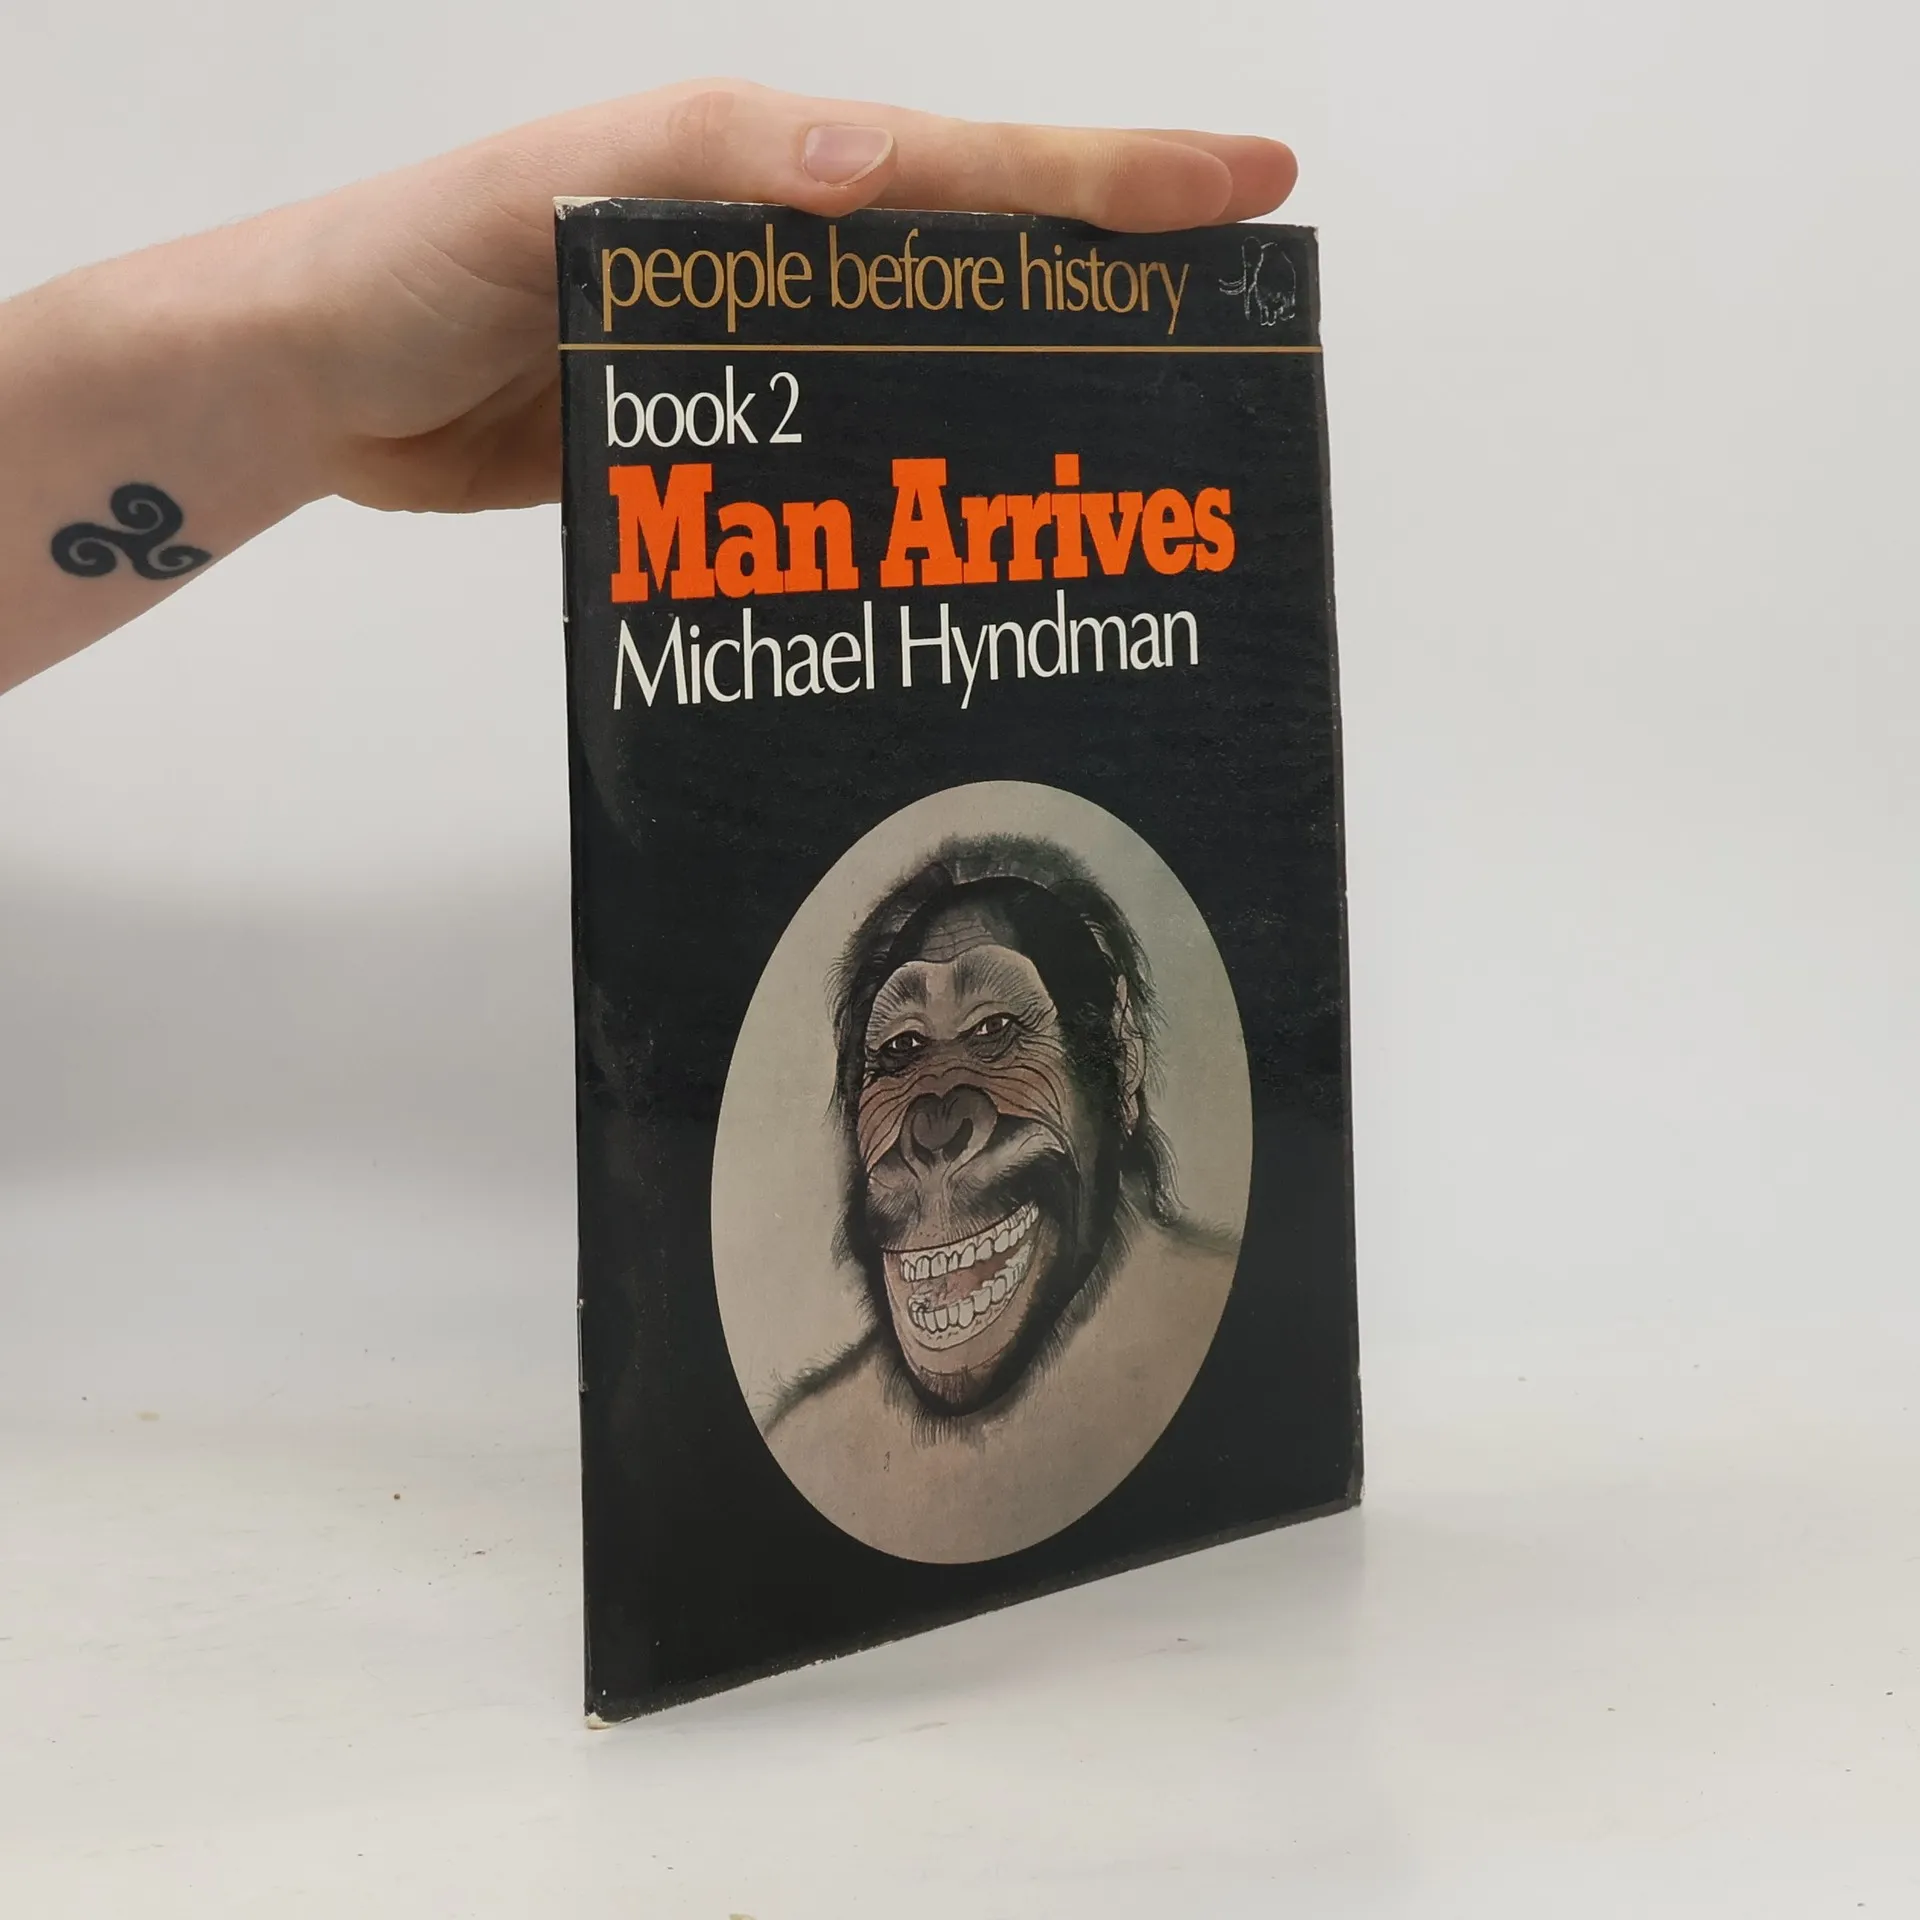 people before history
book 2
Man Arrives
Michael Hyndman